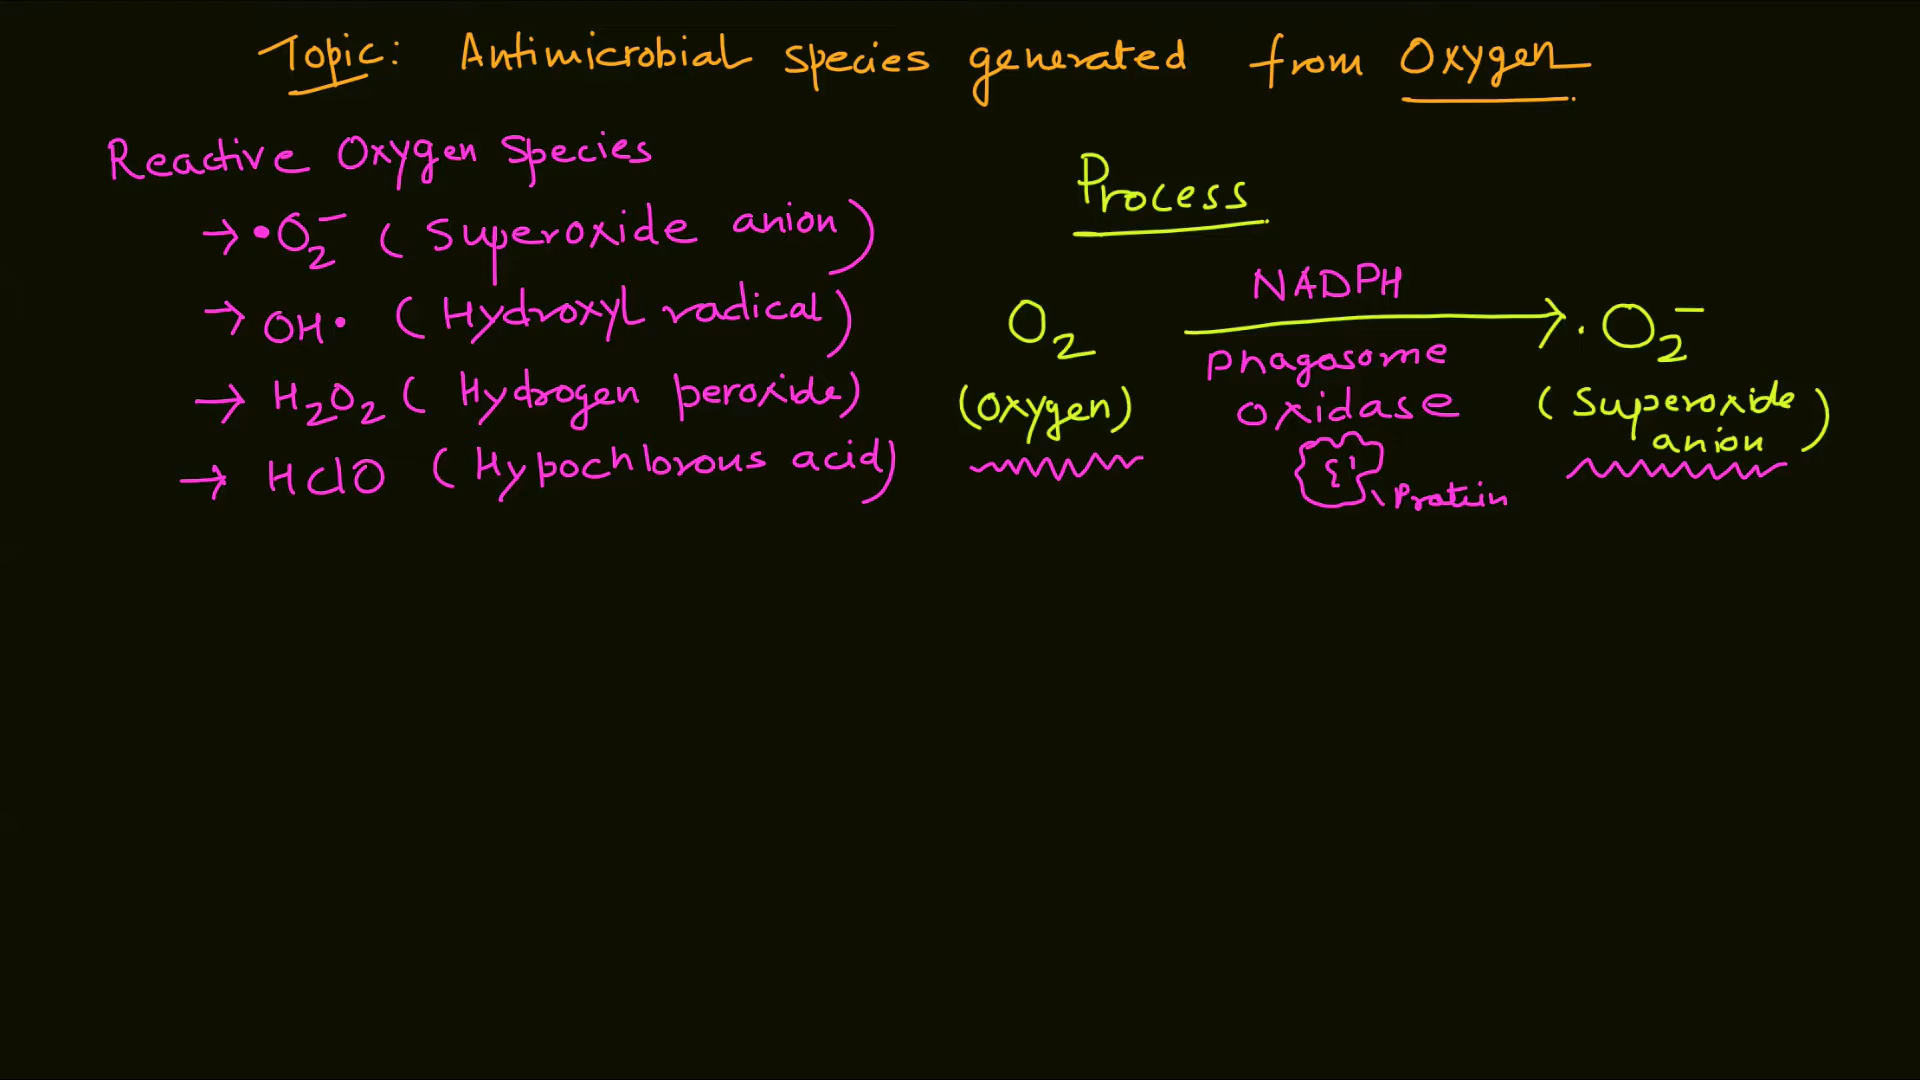 Topic: Antimicrobial species generated from Oxygen
Reactive Oxygen Species
→ •O2⁻ (Superoxide anion)
→ OH• (Hydroxyl radical)
→ H2O2 (Hydrogen peroxide)
→ HClO (Hypochlorous acid)
Process
NADPH
O2 → •O2⁻
phagosome
oxidase
(Oxygen)
(Superoxide
anion)
Protein